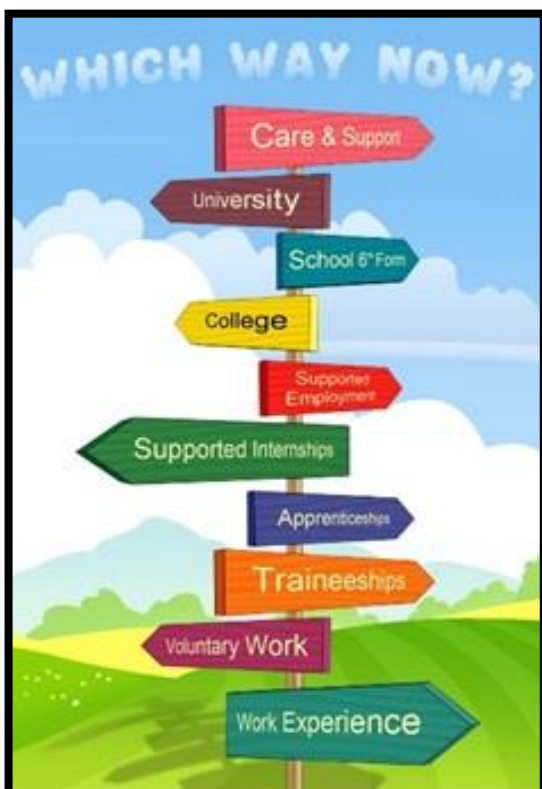 WHICH WAY NOW?
Care & Support
University
School 6th Form
College
Supported
Employment
Supported Internships
Apprenticeships
Traineeships
Voluntary Work
Work Experience